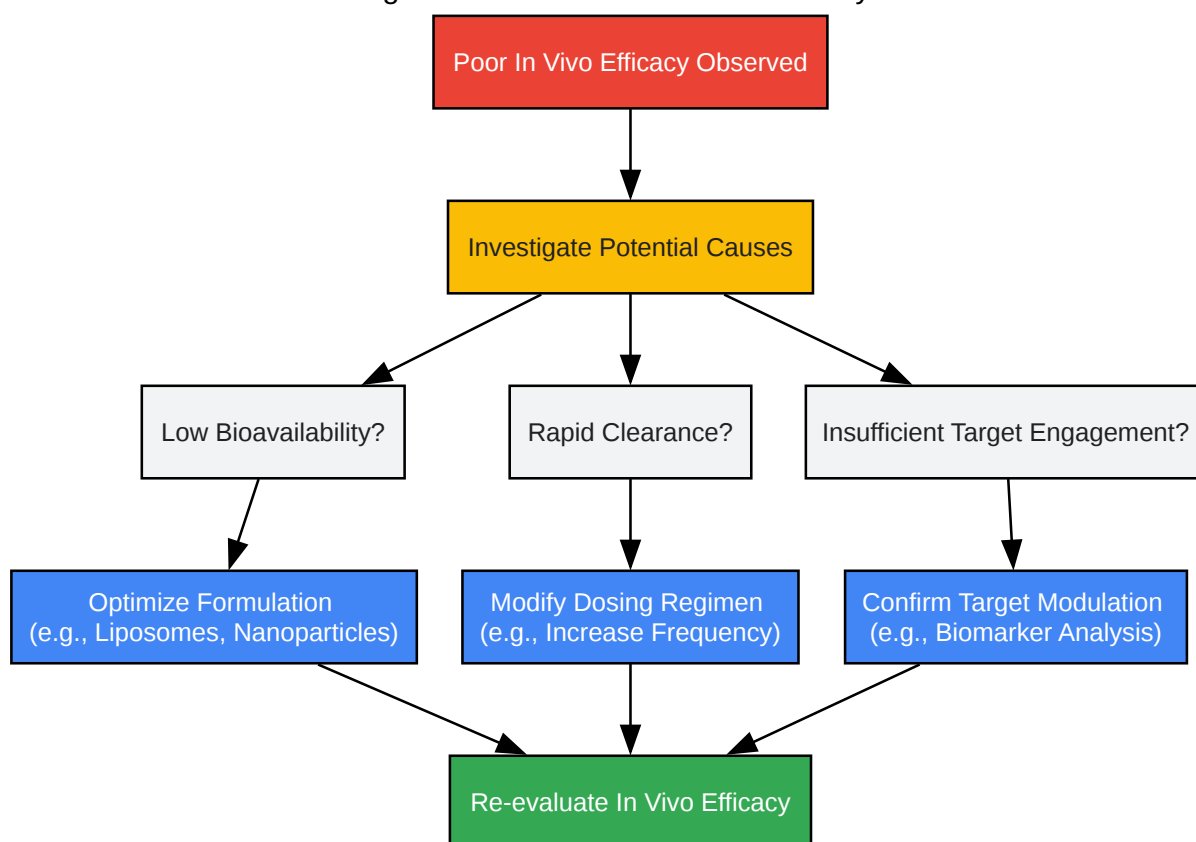 Poor In Vivo Efficacy Observed
Investigate Potential Causes
Low Bioavailability?
Rapid Clearance?
Insufficient Target Engagement?
Optimize Formulation
(e.g., Liposomes, Nanoparticles)
Modify Dosing Regimen
(e.g., Increase Frequency)
Confirm Target Modulation
(e.g., Biomarker Analysis)
Re-evaluate In Vivo Efficacy